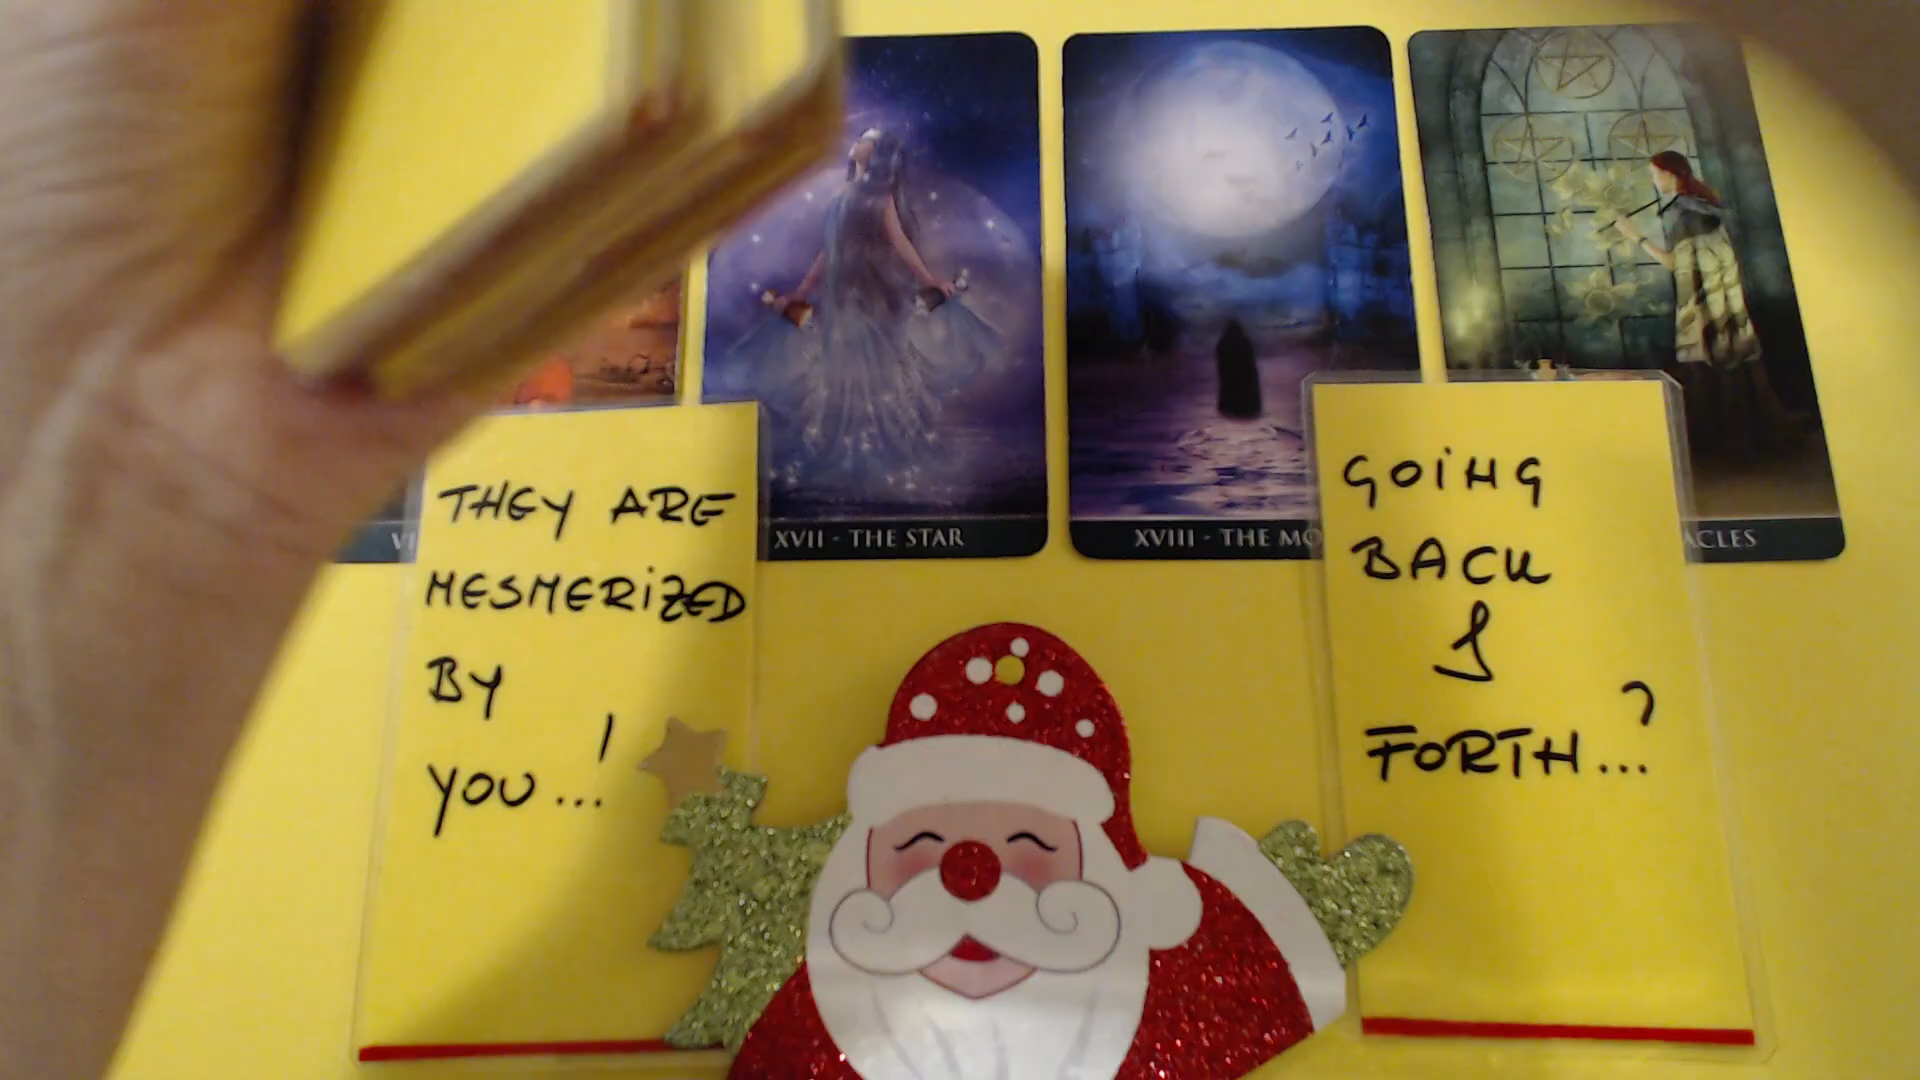 XVII - THE STAR
XVIII - THE MO
ACLES
THEY ARE
MESMERIZED
BY
YOU...!
GOING
BACK
&
FORTH...?